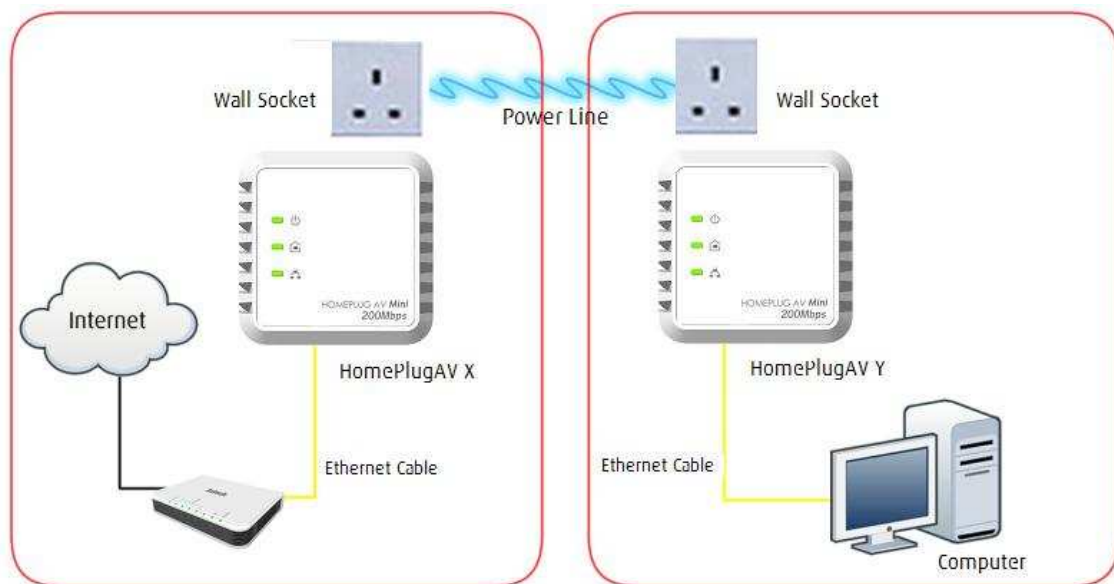 Wall Socket
Power Line
Wall Socket
HOMEPLUG AV Mini
200Mbps
HOMEPLUG AV Mini
200Mbps
Internet
HomePlugAV X
HomePlugAV Y
Ethernet Cable
Ethernet Cable
Computer